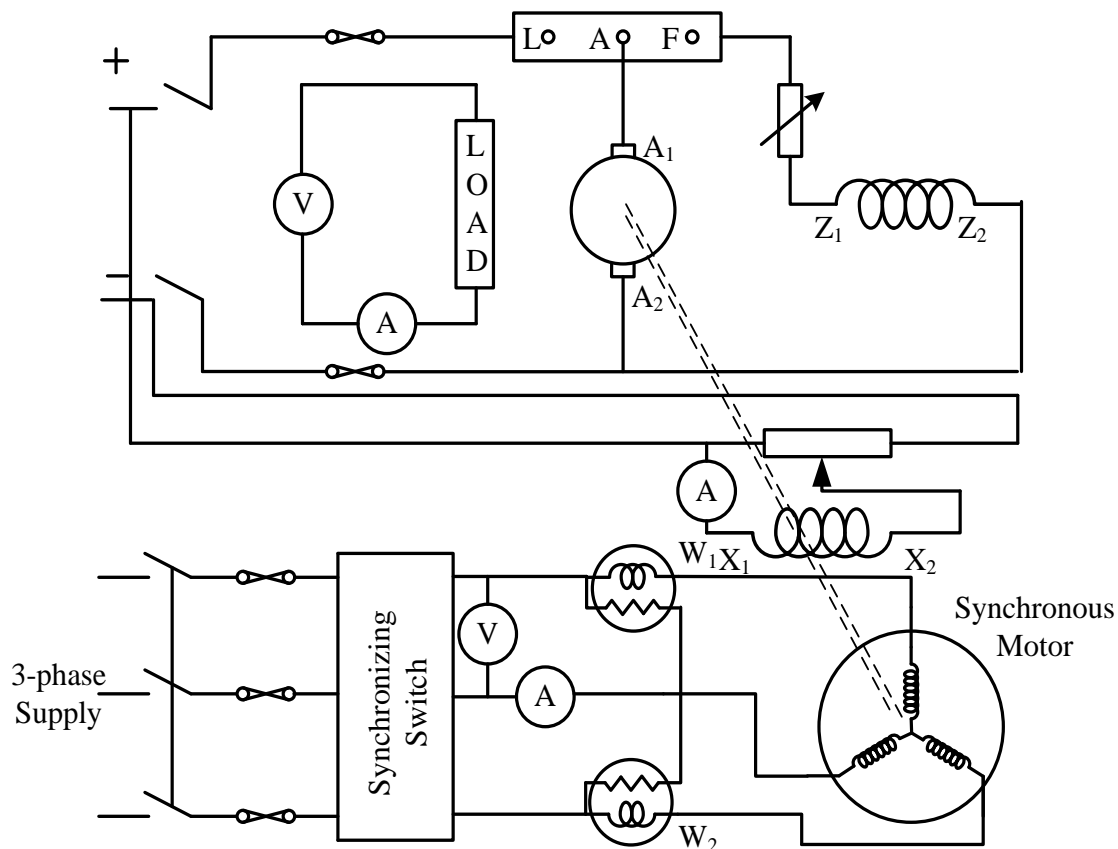 +
L A F
L
O
A
D
V
A
A₁
A₂
Z₁ Z₂
−
A
W₁ X₁ X₂
Synchronous
Motor
3-phase
Supply
Synchronizing
Switch
V
A
W₂